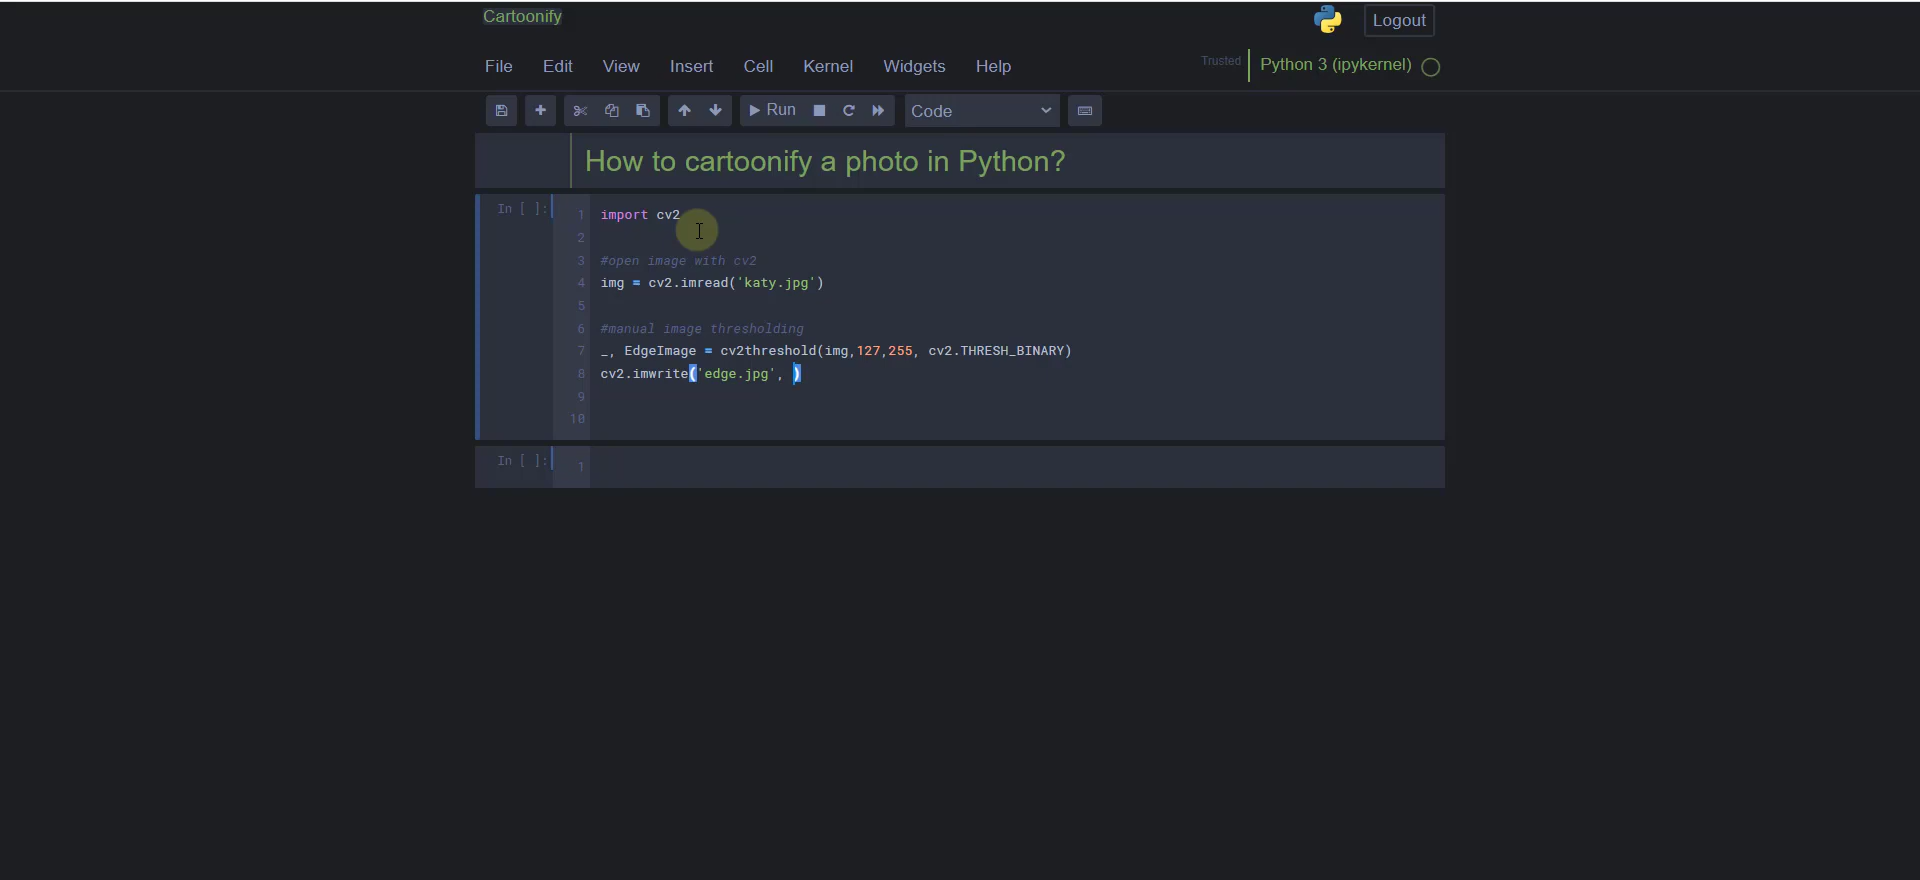 Cartoonify
Logout
File Edit View Insert Cell Kernel Widgets Help
Trusted
Python 3 (ipykernel)
Run
Code
How to cartoonify a photo in Python?
In [ ]:
1 import cv2
2
3 #open image with cv2
4 img = cv2.imread('katy.jpg')
5
6 #manual image thresholding
7 _, EdgeImage = cv2threshold(img,127,255, cv2.THRESH_BINARY)
8 cv2.imwrite('edge.jpg', )
9
10
In [ ]:
1